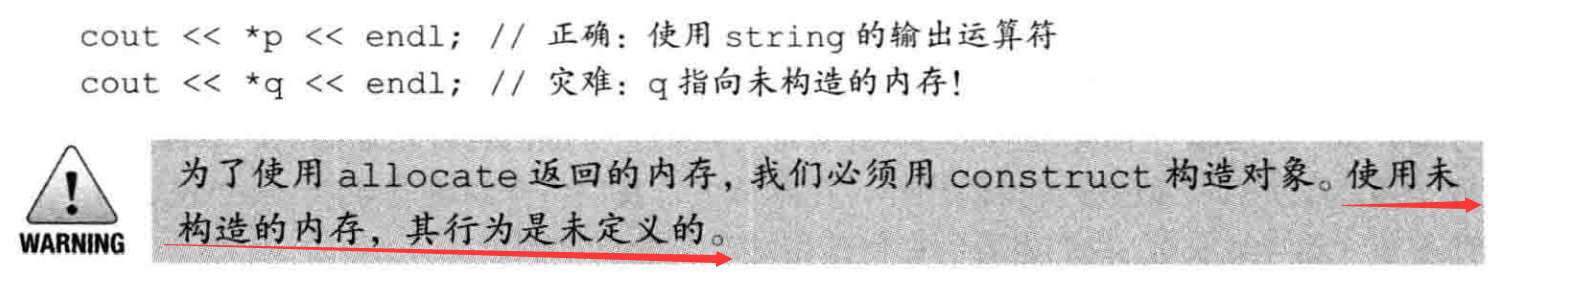 cout << *p << endl; // 正确：使用 string 的输出运算符
cout << *q << endl; // 灾难：q 指向未构造的内存！
为了使用 allocate 返回的内存，我们必须用 construct 构造对象。使用未
构造的内存，其行为是未定义的。
WARNING